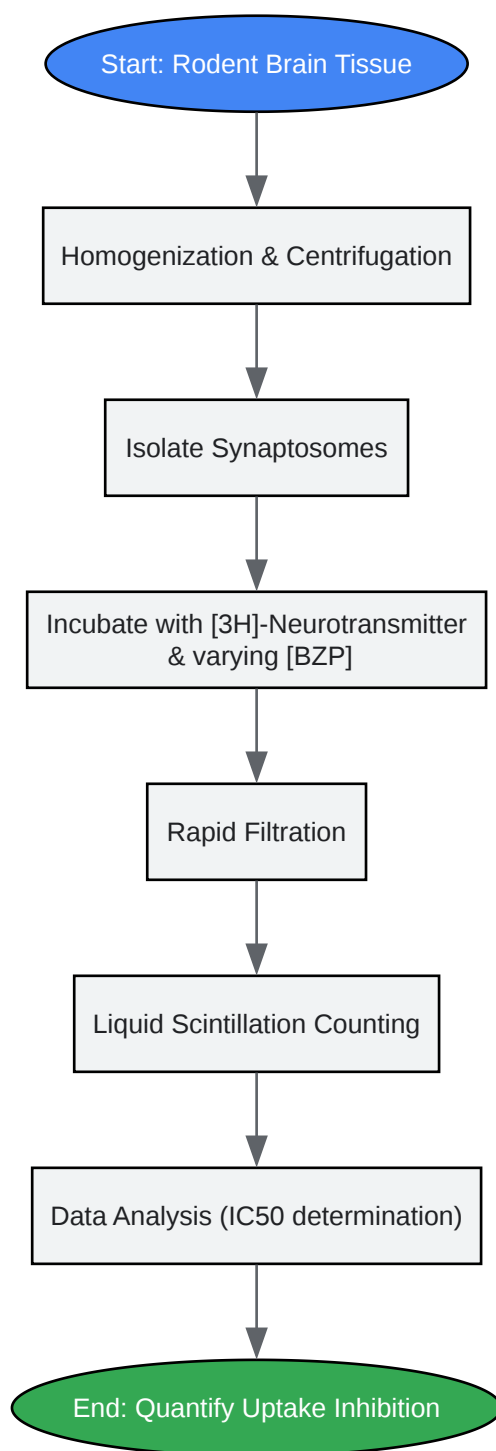 Start: Rodent Brain Tissue
Homogenization & Centrifugation
Isolate Synaptosomes
Incubate with [3H]-Neurotransmitter
& varying [BZP]
Rapid Filtration
Liquid Scintillation Counting
Data Analysis (IC50 determination)
End: Quantify Uptake Inhibition